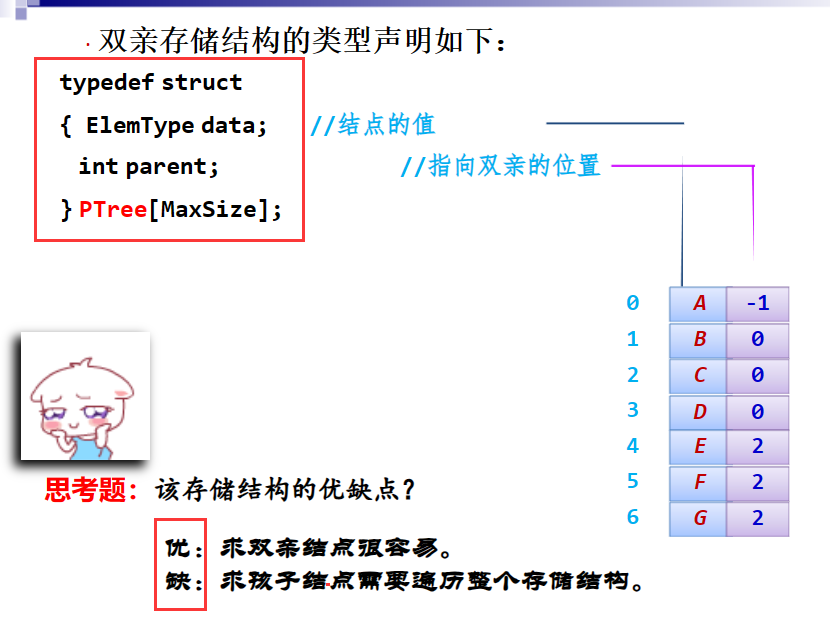 双亲存储结构的类型声明如下：
typedef struct
{ ElemType data; //结点的值
int parent; //指向双亲的位置
} PTree[MaxSize];
0 A -1
1 B 0
2 C 0
3 D 0
4 E 2
5 F 2
6 G 2
思考题：该存储结构的优缺点？
优：求双亲结点很容易。
缺：求孩子结点需要遍历整个存储结构。